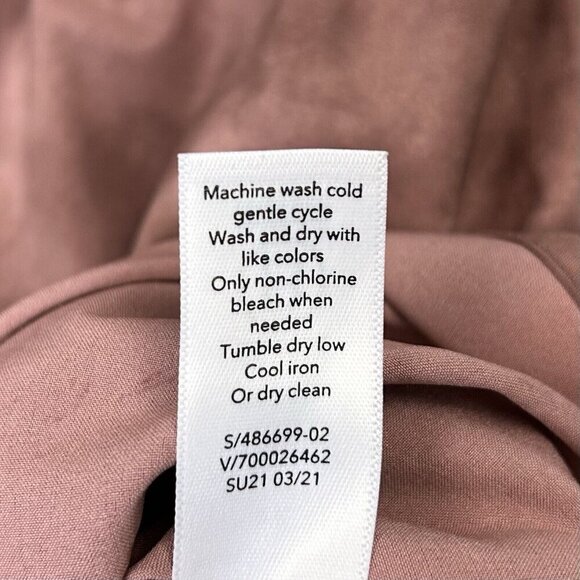 Machine wash cold
gentle cycle
Wash and dry with
like colors
Only non-chlorine
bleach when
needed
Tumble dry low
Cool iron
Or dry clean
S/486699-02
V/700026462
SU21 03/21